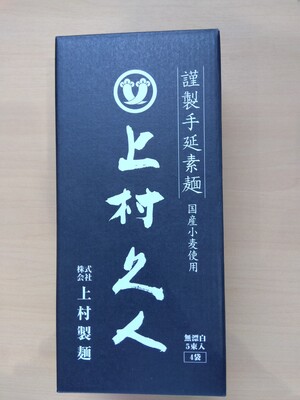 謹製手延素麺
国産小麦使用
上村久人
株式会社 上村製麺
無漂白
5束入
4袋